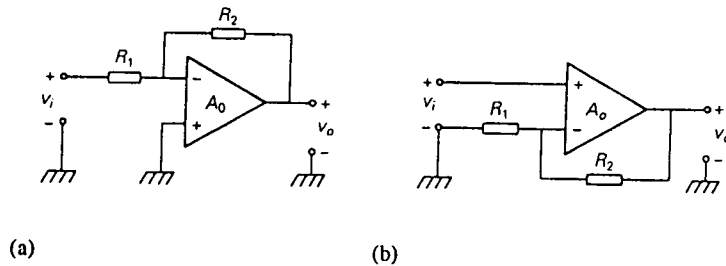 R₂
R₁
+
−
A₀
+
vᵢ
−
+
vₒ
−
(a)
+
vᵢ
−
R₁
+
Aₒ
−
R₂
+
vₒ
−
(b)